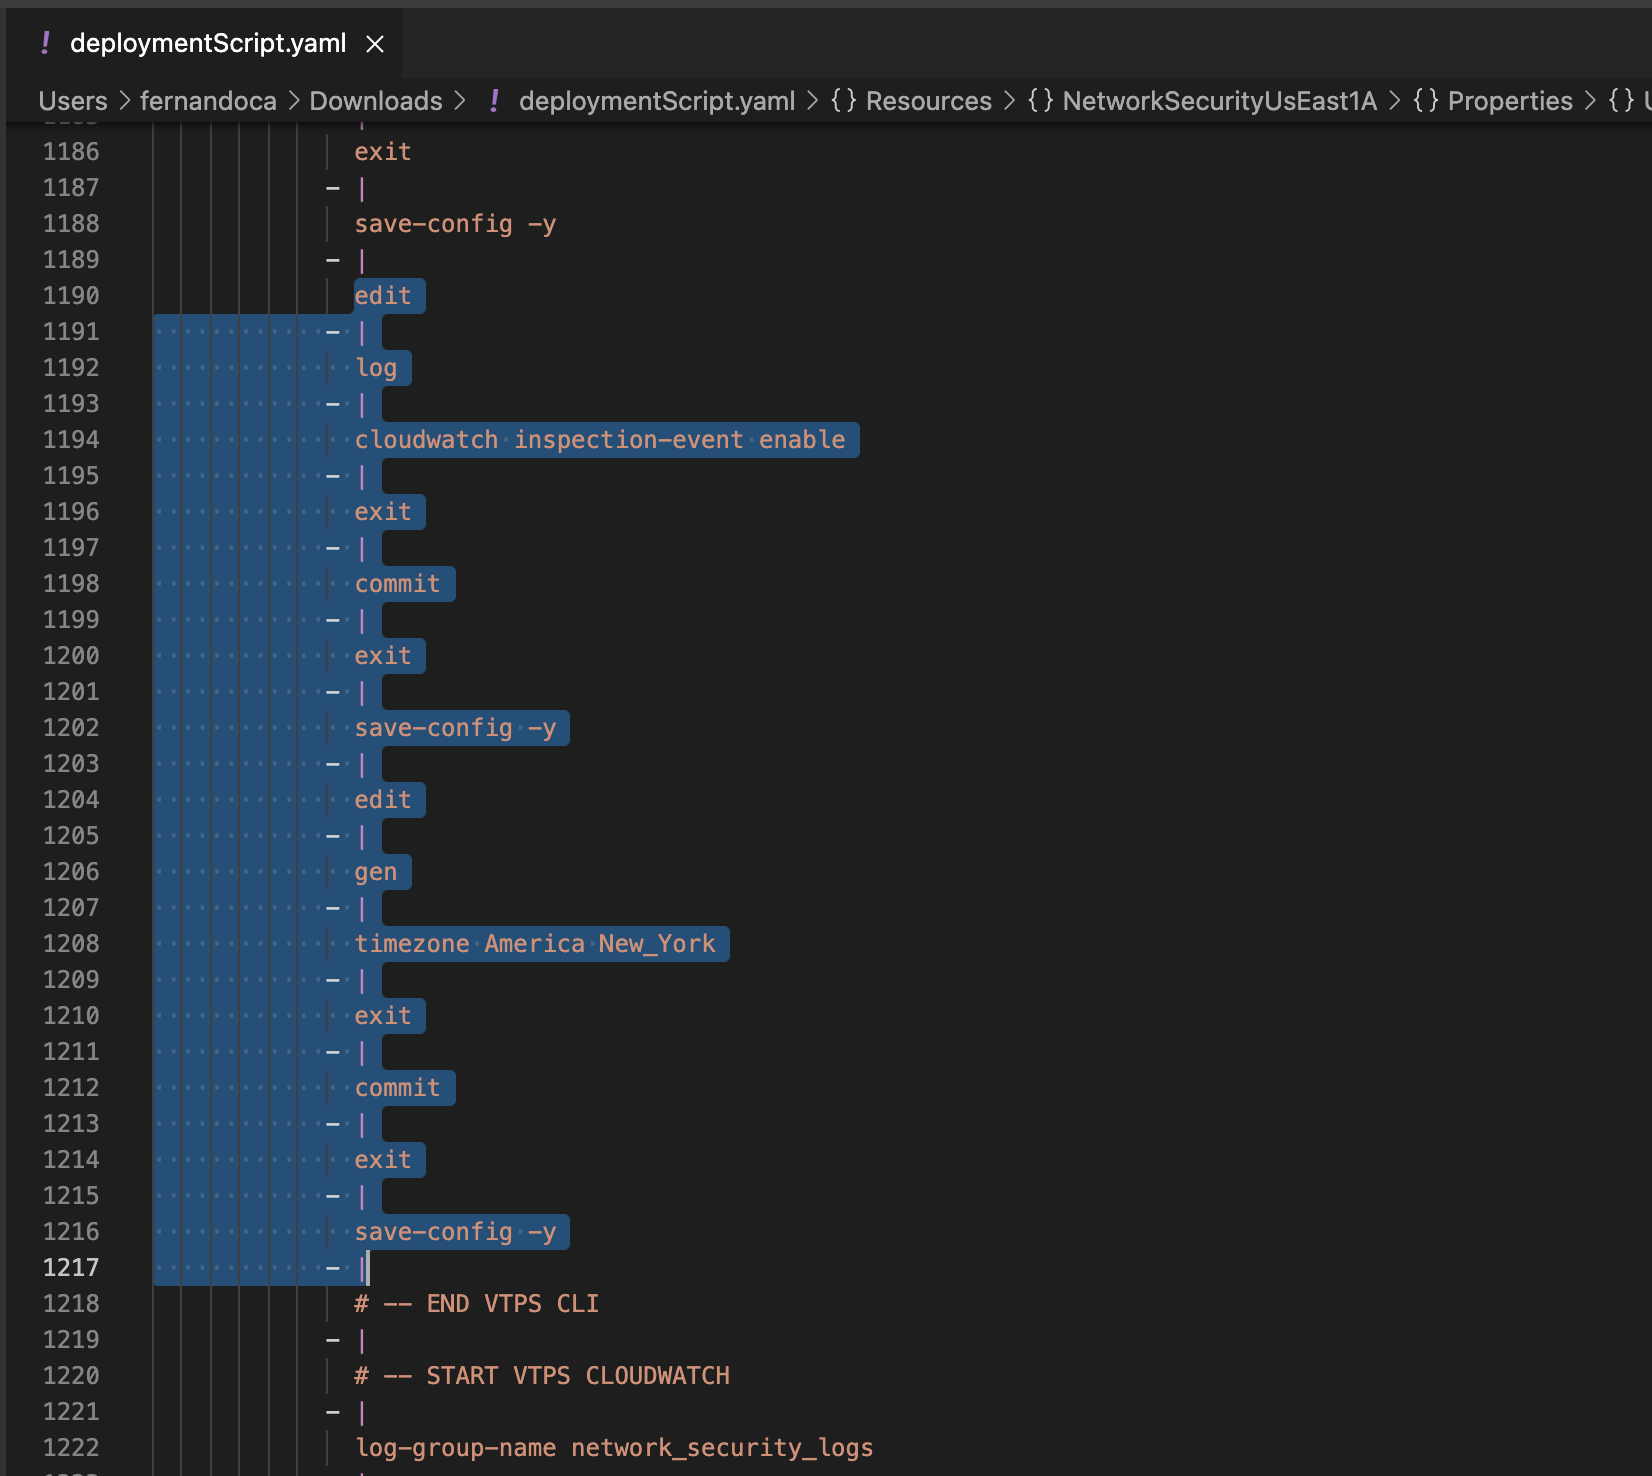 ! deploymentScript.yaml ×
Users > fernandoca > Downloads > ! deploymentScript.yaml > {} Resources > {} NetworkSecurityUsEast1A > {} Properties > {}
1186 exit
1187 - |
1188 save-config -y
1189 - |
1190 edit
1191 - |
1192 log
1193 - |
1194 cloudwatch inspection-event enable
1195 - |
1196 exit
1197 - |
1198 commit
1199 - |
1200 exit
1201 - |
1202 save-config -y
1203 - |
1204 edit
1205 - |
1206 gen
1207 - |
1208 timezone America New_York
1209 - |
1210 exit
1211 - |
1212 commit
1213 - |
1214 exit
1215 - |
1216 save-config -y
1217 - |
1218 # -- END VTPS CLI
1219 - |
1220 # -- START VTPS CLOUDWATCH
1221 - |
1222 log-group-name network_security_logs